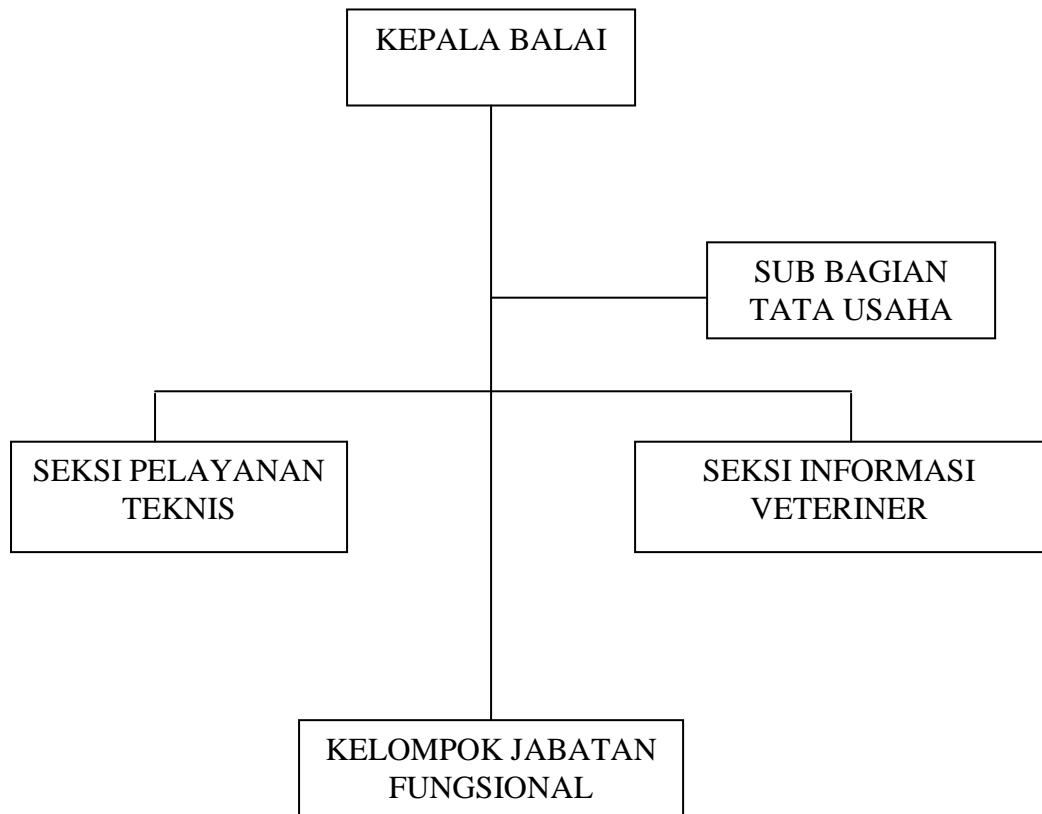 KEPALA BALAI
SUB BAGIAN
TATA USAHA
SEKSI PELAYANAN
TEKNIS
SEKSI INFORMASI
VETERINER
KELOMPOK JABATAN
FUNGSIONAL